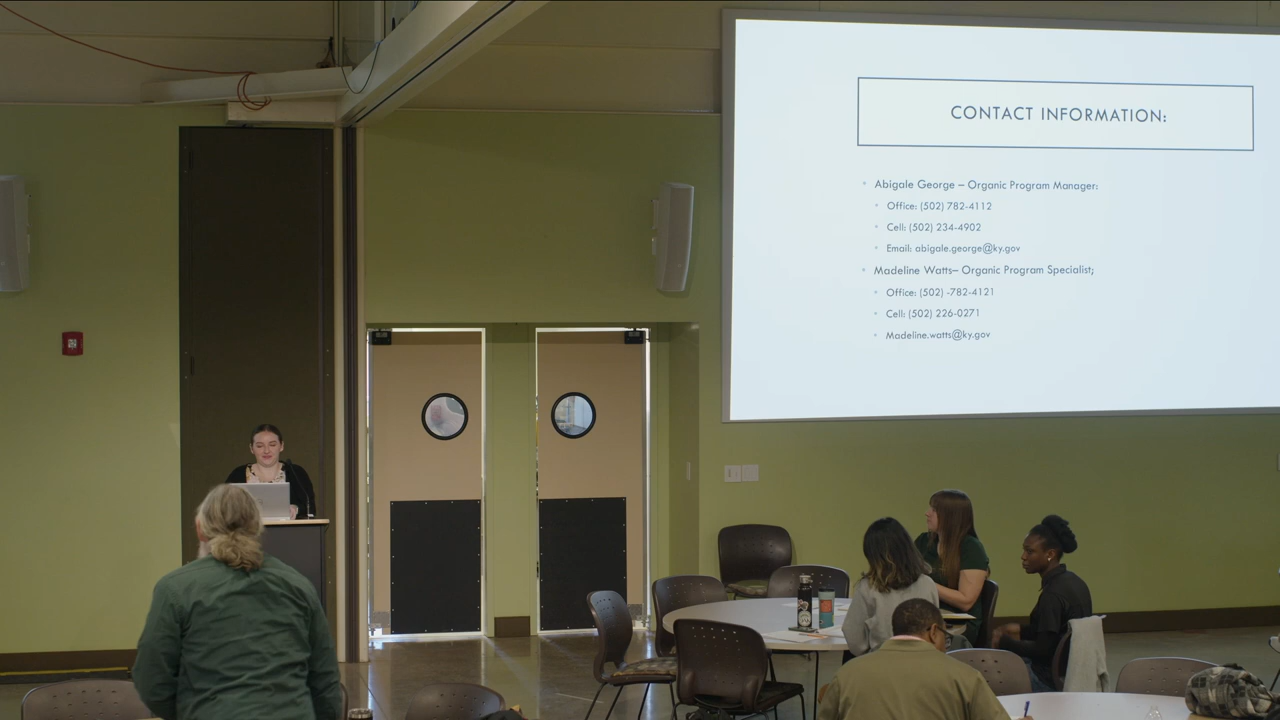 CONTACT INFORMATION:
Abigale George – Organic Program Manager:
Office: (502) 782-4112
Cell: (502) 234-4902
Email: abigale.george@ky.gov
Madeline Watts– Organic Program Specialist;
Office: (502) -782-4121
Cell: (502) 226-0271
Madeline.watts@ky.gov